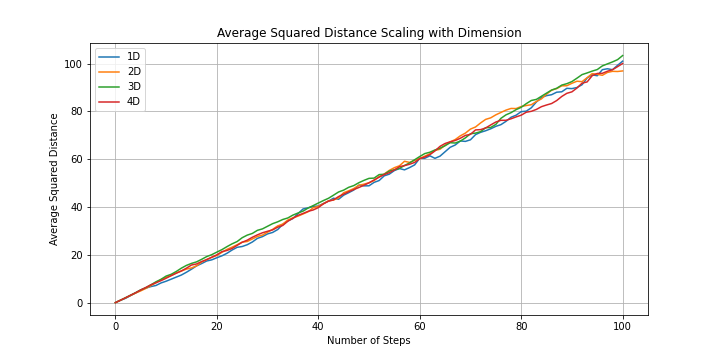 Average Squared Distance Scaling with Dimension
1D
2D
3D
4D
Average Squared Distance
100
80
60
40
20
0
0 20 40 60 80 100
Number of Steps